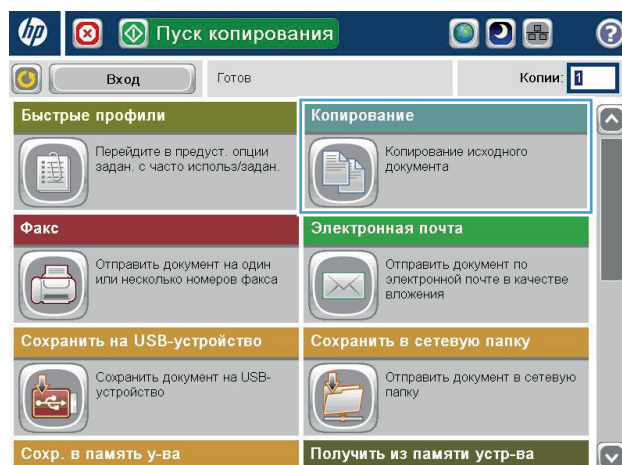 hp
Пуск копирования
?
Вход
Готов
Копии: 1
Быстрые профили
Перейдите в предуст. опции
задан. с часто использ/задан.
Копирование
Копирование исходного
документа
Факс
Отправить документ на один
или несколько номеров факса
Электронная почта
Отправить документ по
электронной почте в качестве
вложения
Сохранить на USB-устройство
Сохранить документ на USB-
устройство
Сохранить в сетевую папку
Отправить документ в сетевую
папку
Сохр. в память у-ва
Получить из памяти устр-ва